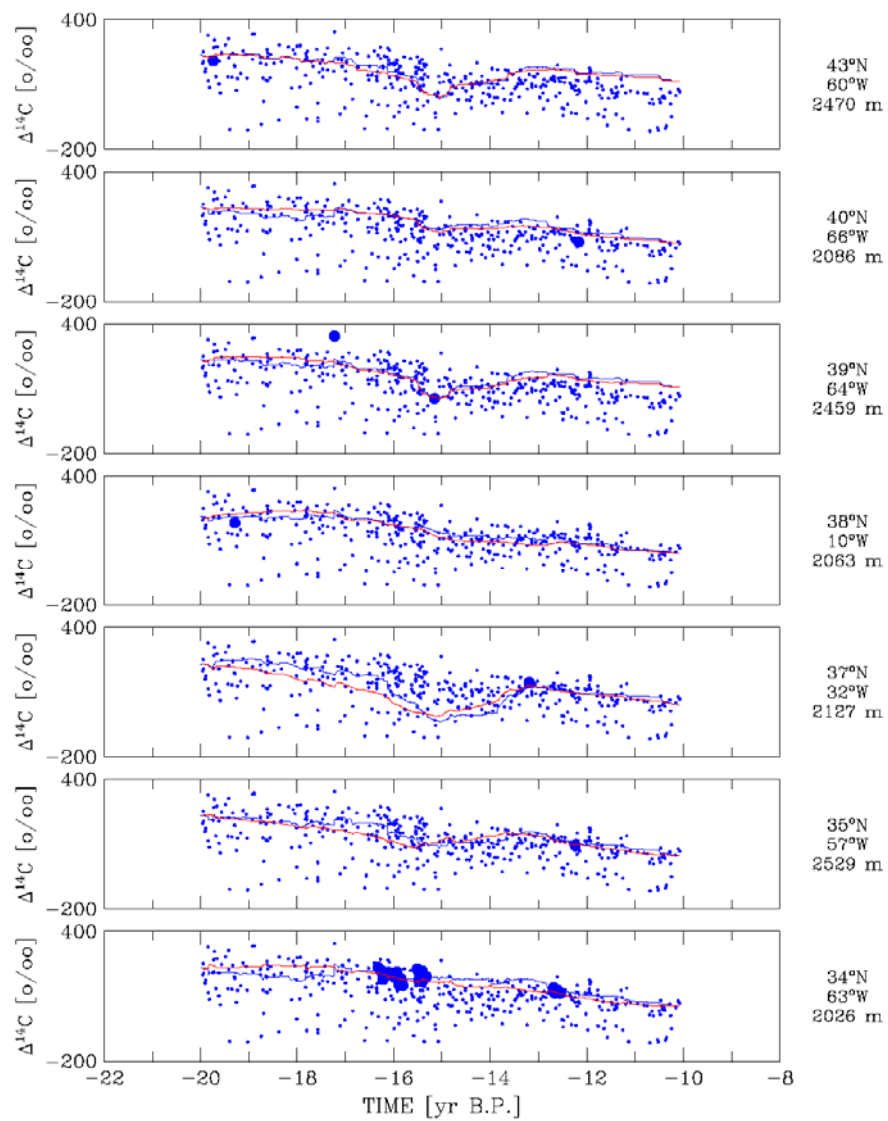 400
Δ¹⁴C [o/oo]
−200
43°N
60°W
2470 m
400
Δ¹⁴C [o/oo]
−200
40°N
66°W
2086 m
400
Δ¹⁴C [o/oo]
−200
39°N
64°W
2459 m
400
Δ¹⁴C [o/oo]
−200
38°N
10°W
2063 m
400
Δ¹⁴C [o/oo]
−200
37°N
32°W
2127 m
400
Δ¹⁴C [o/oo]
−200
35°N
57°W
2529 m
400
Δ¹⁴C [o/oo]
−200
34°N
63°W
2026 m
−22 −20 −18 −16 −14 −12 −10 −8
TIME [yr B.P.]